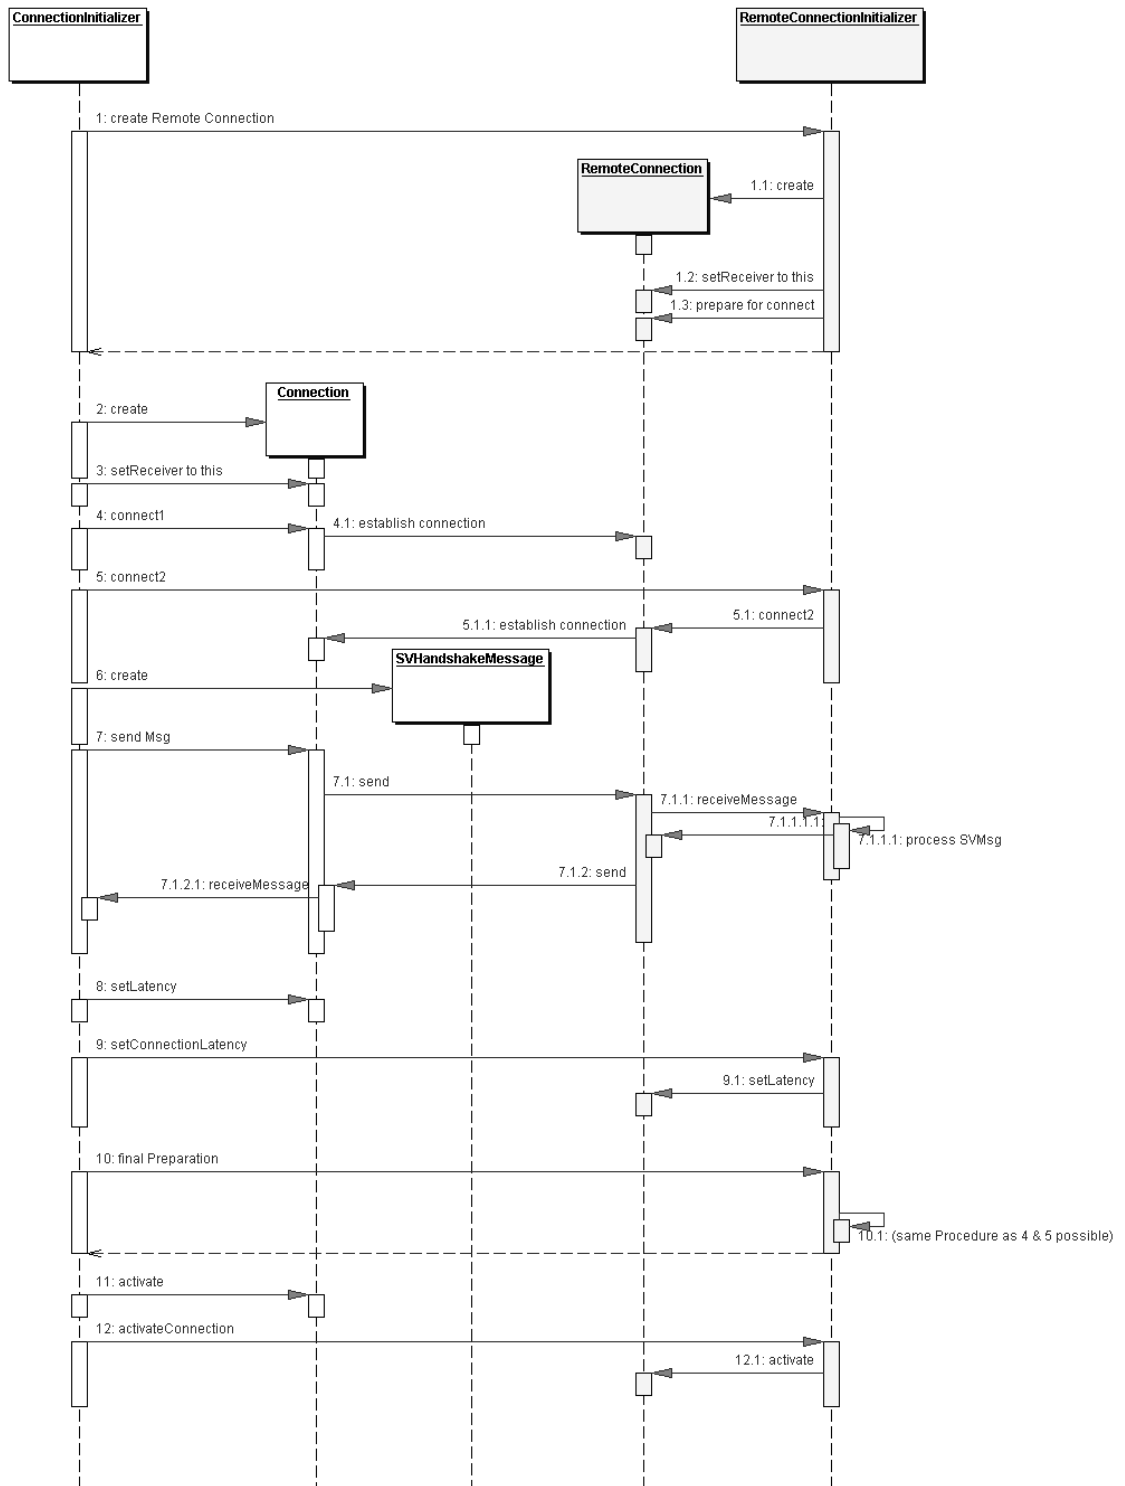 ConnectionInitializer
RemoteConnectionInitializer
1: create Remote Connection
RemoteConnection
1.1: create
1.2: setReceiver to this
1.3: prepare for connect
Connection
2: create
3: setReceiver to this
4: connect1
4.1: establish connection
5: connect2
5.1: connect2
5.1.1: establish connection
SVHandshakeMessage
6: create
7: send Msg
7.1: send
7.1.1: receiveMessage
7.1.1.1.1:
7.1.1.1: process SVMsg
7.1.2: send
7.1.2.1: receiveMessage
8: setLatency
9: setConnectionLatency
9.1: setLatency
10: final Preparation
10.1: (same Procedure as 4 & 5 possible)
11: activate
12: activateConnection
12.1: activate